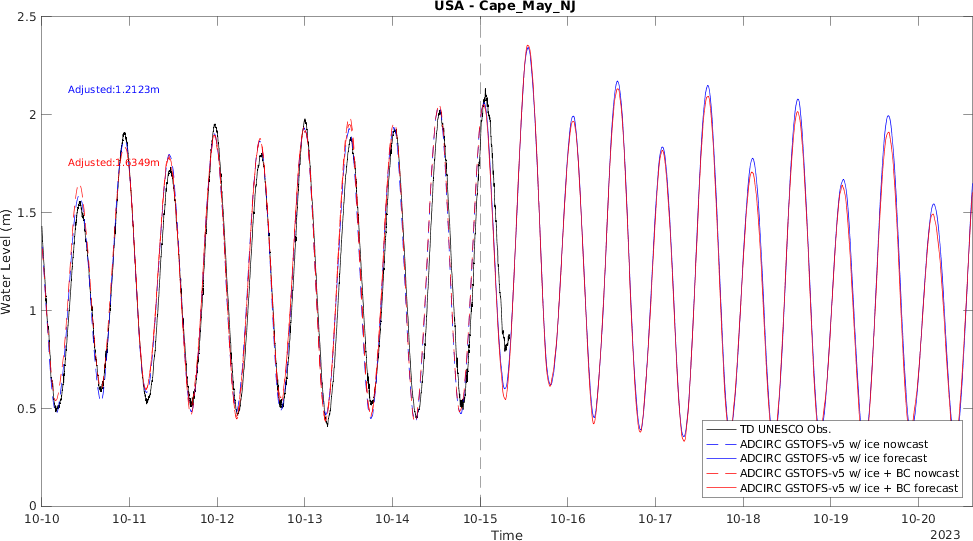 USA - Cape_May_NJ
2.5
2
1.5
1
0.5
0
Water Level (m)
Adjusted:1.2123m
Adjusted:1.6349m
TD UNESCO Obs.
ADCIRC GSTOFS-v5 w/ ice nowcast
ADCIRC GSTOFS-v5 w/ ice forecast
ADCIRC GSTOFS-v5 w/ ice + BC nowcast
ADCIRC GSTOFS-v5 w/ ice + BC forecast
10-10 10-11 10-12 10-13 10-14 10-15 10-16 10-17 10-18 10-19 10-20
Time
2023